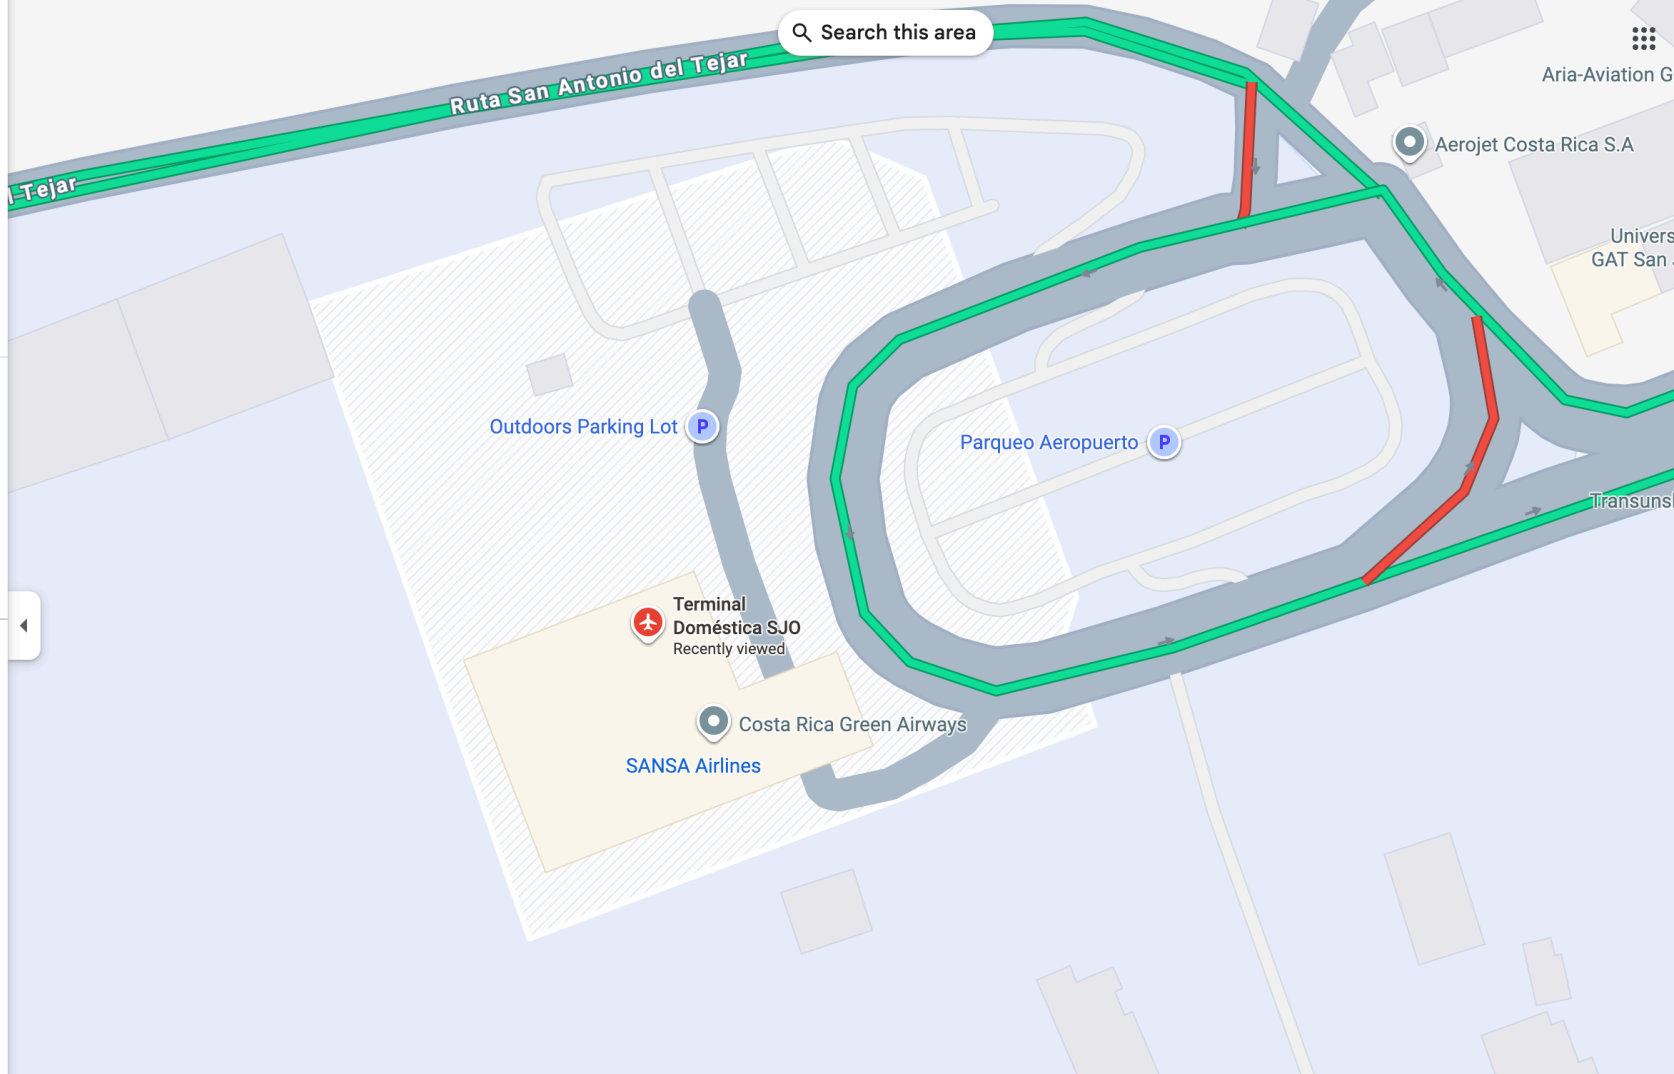 Search this area
Ruta San Antonio del Tejar
l Tejar
Aria-Aviation G
Aerojet Costa Rica S.A
Univers
GAT San J
Outdoors Parking Lot
P
Parqueo Aeropuerto
P
Transuns
Terminal
Doméstica SJO
Recently viewed
Costa Rica Green Airways
SANSA Airlines